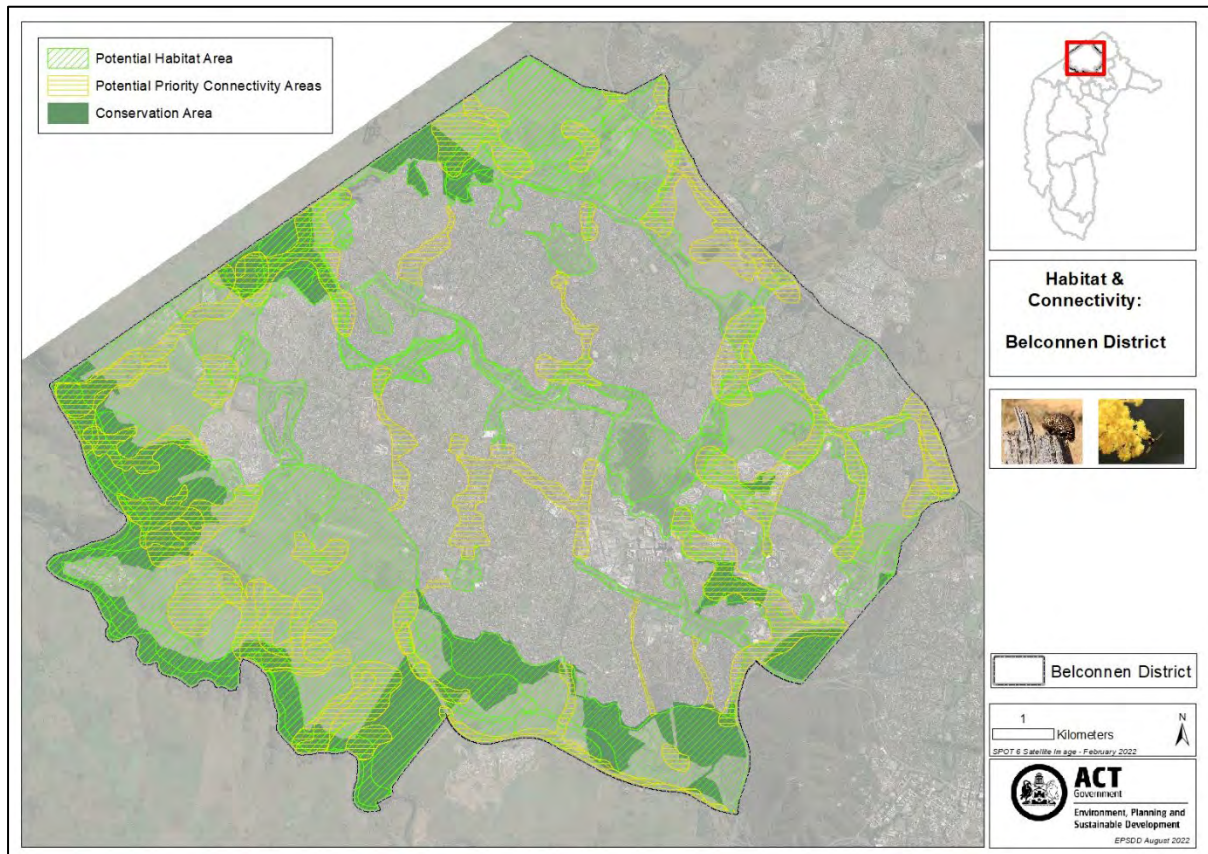 Potential Habitat Area
Potential Priority Connectivity Areas
Conservation Area
Habitat &
Connectivity:
Belconnen District
Belconnen District
1
Kilometers
N
SPOT 6 Satellite Image - February 2022
ACT
Government
Environment, Planning and
Sustainable Development
EPSDD August 2022